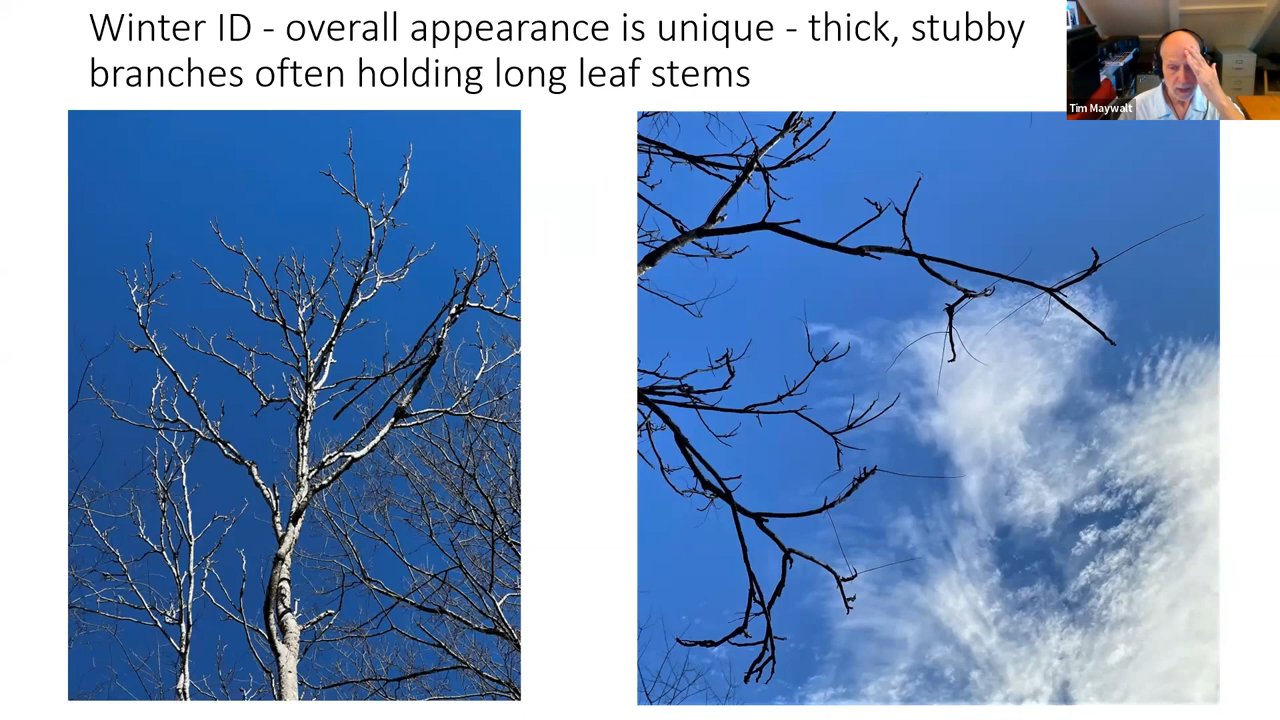 Winter ID - overall appearance is unique - thick, stubby
branches often holding long leaf stems
Tim Maywalt